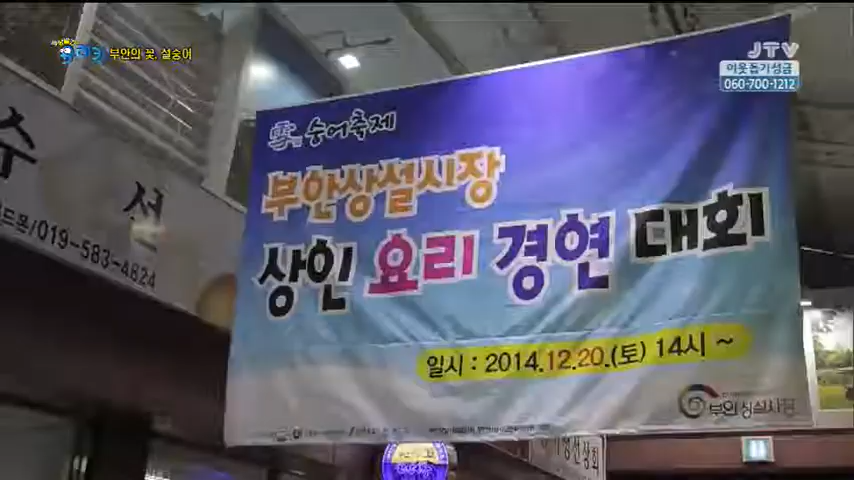 부안의 꽃, 설숭어
JTV
이웃돕기성금
060-700-1212
雪 숭어축제
부안상설시장
상인 요리 경연 대회
일시 : 2014.12.20.(토) 14시 ~
부안상설시장
수 선
019-583-4824